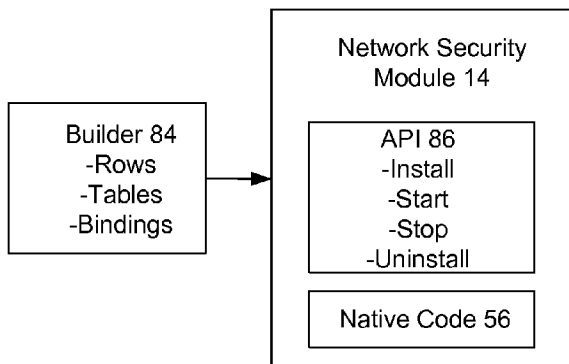 Network Security
Module 14
Builder 84
-Rows
-Tables
-Bindings
API 86
-Install
-Start
-Stop
-Uninstall
Native Code 56